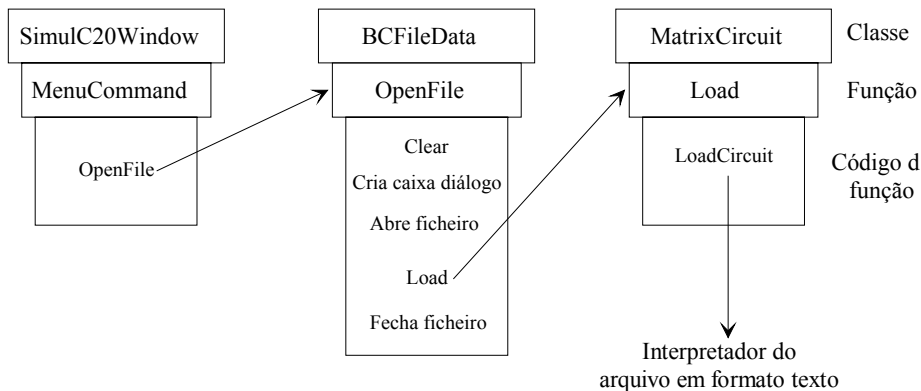 SimulC20Window
BCFileData
MatrixCircuit
Classe
MenuCommand
OpenFile
Load
Função
OpenFile
Clear
Cria caixa diálogo
Abre ficheiro
Load
Fecha ficheiro
LoadCircuit
Código d
função
Interpretador do
arquivo em formato texto